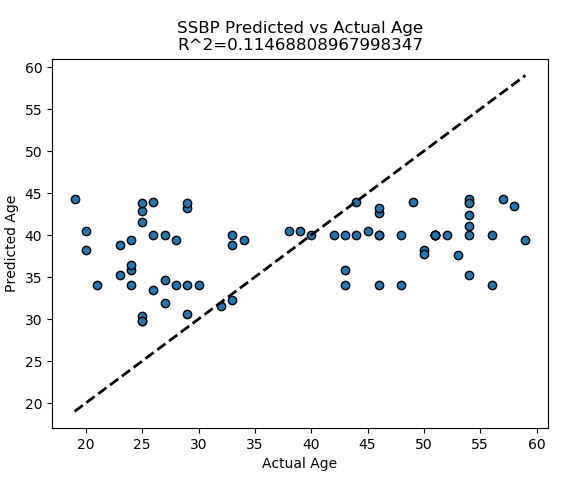 SSBP Predicted vs Actual Age
R^2=0.11468808967998347
60
55
50
45
40
35
30
25
20
Predicted Age
20 25 30 35 40 45 50 55 60
Actual Age